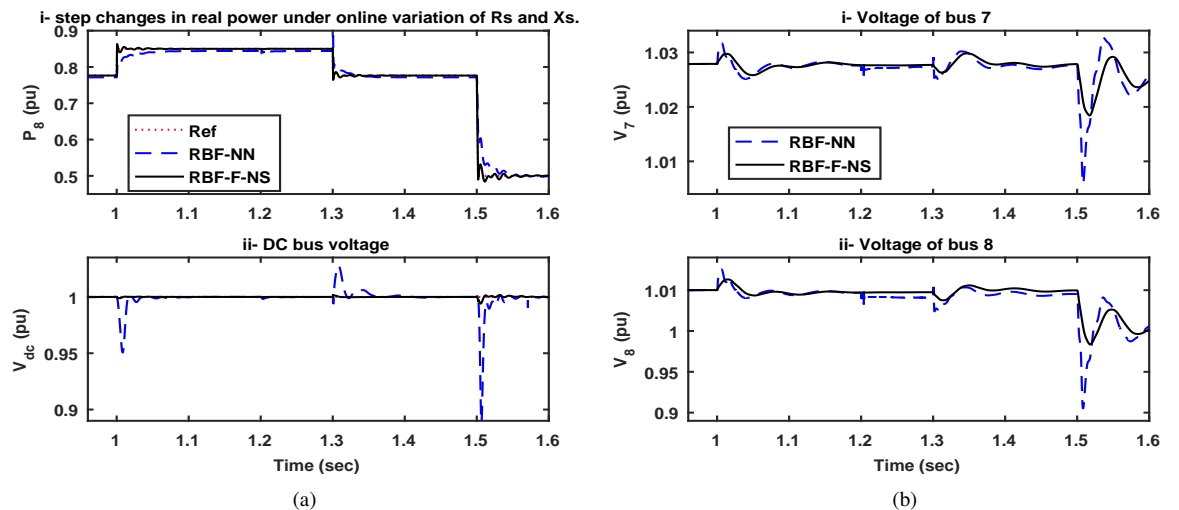 i- step changes in real power under online variation of Rs and Xs.
0.9
0.8
0.7
0.6
0.5
P8 (pu)
Ref
RBF-NN
RBF-F-NS
1 1.1 1.2 1.3 1.4 1.5 1.6
ii- DC bus voltage
1
0.95
0.9
Vdc (pu)
1 1.1 1.2 1.3 1.4 1.5 1.6
Time (sec)
(a)
i- Voltage of bus 7
1.03
1.02
1.01
V7 (pu)
RBF-NN
RBF-F-NS
1 1.1 1.2 1.3 1.4 1.5 1.6
ii- Voltage of bus 8
1.01
1
0.95
0.9
V8 (pu)
1 1.1 1.2 1.3 1.4 1.5 1.6
Time (sec)
(b)